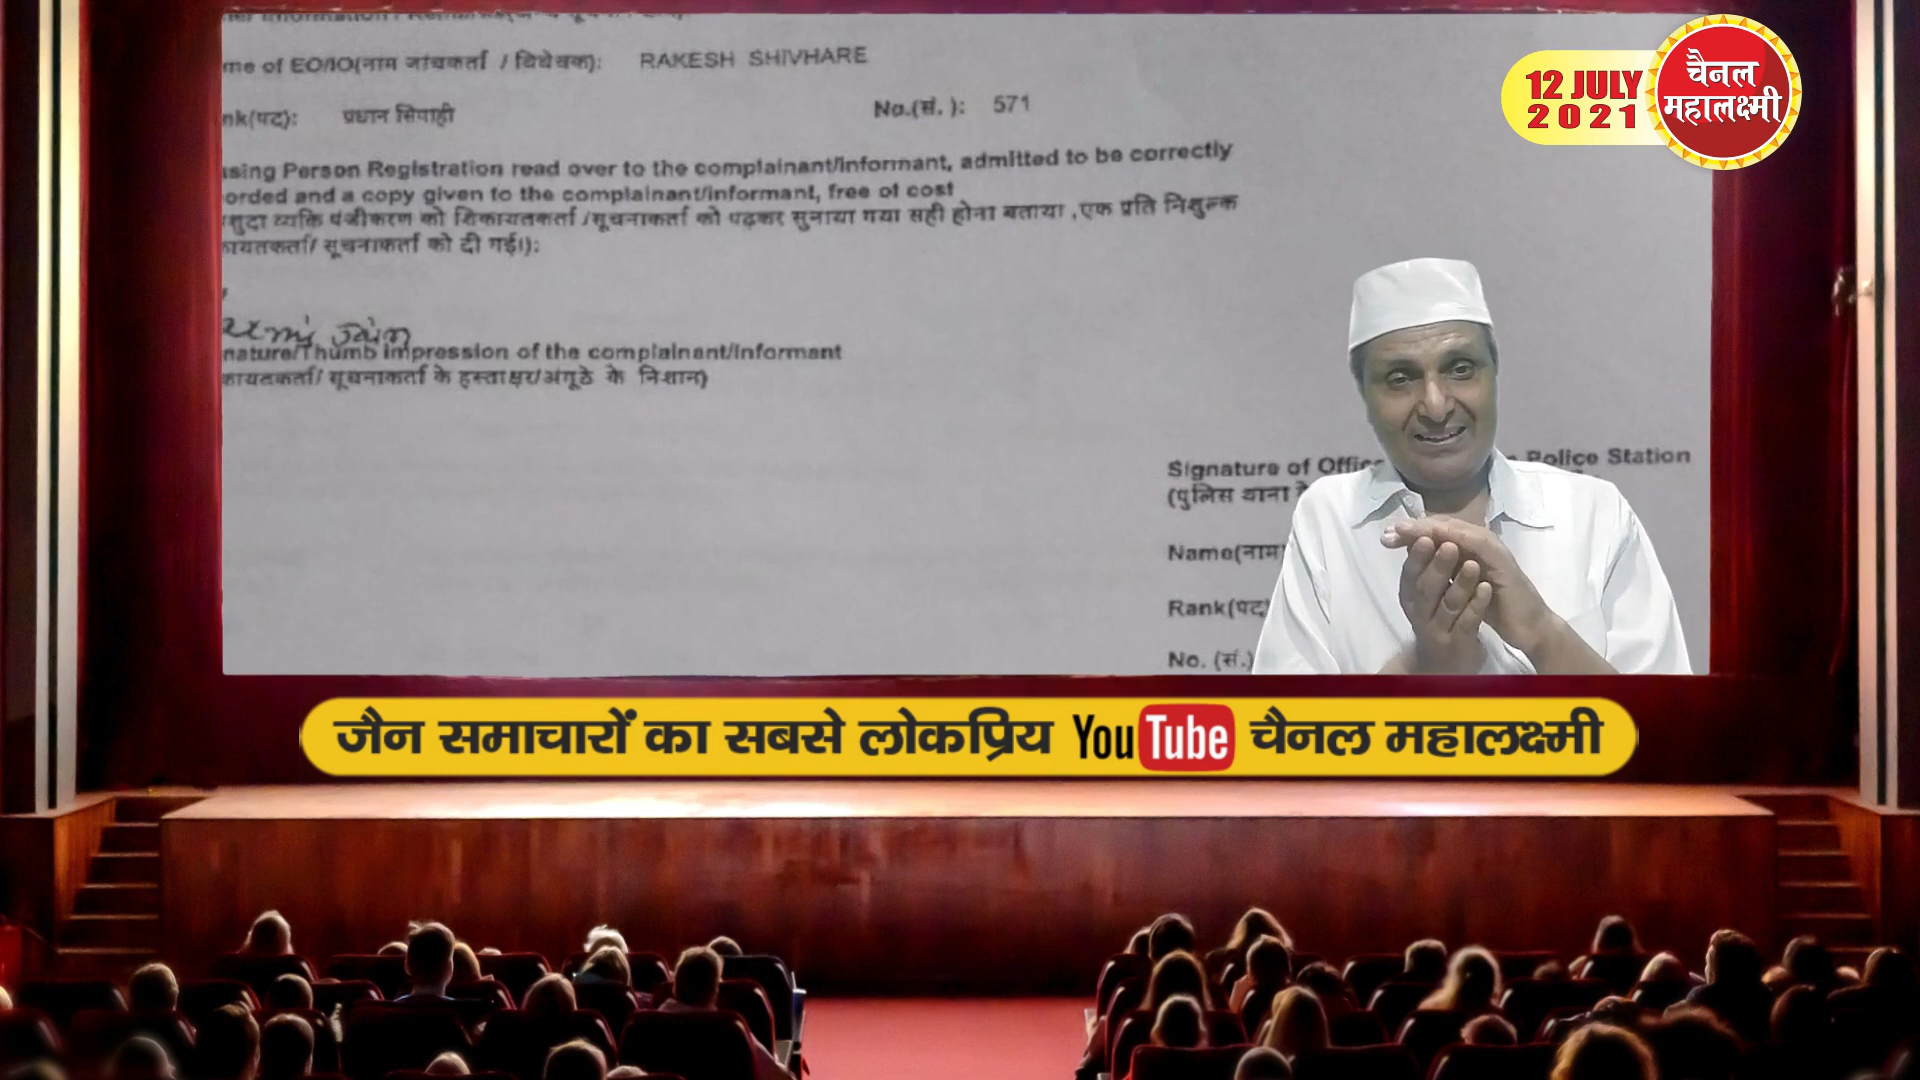 me of EO/IO(नाम जांचकर्ता / विवेचक): RAKESH SHIVHARE
nk(पद): प्रधान सिपाही No.(सं. ): 571
sing Person Registration read over to the complainant/informant, admitted to be correctly
orded and a copy given to the complainant/informant, free of cost
शुदा व्यक्ति पंजीकरण को शिकायतकर्ता /सूचनाकर्ता को पढ़कर सुनाया गया सही होना बताया ,एक प्रति निशुल्क
कायतकर्ता/ सूचनाकर्ता को दी गई।):
Jain
nature/Thumb impression of the complainant/informant
कायतकर्ता/ सूचनाकर्ता के हस्ताक्षर/अंगूठे के निशान)
Signature of Police Station
(पुलिस थाना
Name(नाम
Rank(पद)
No. (सं.)
12 JULY
2021
चैनल
महालक्ष्मी
जैन समाचारों का सबसे लोकप्रिय YouTube चैनल महालक्ष्मी